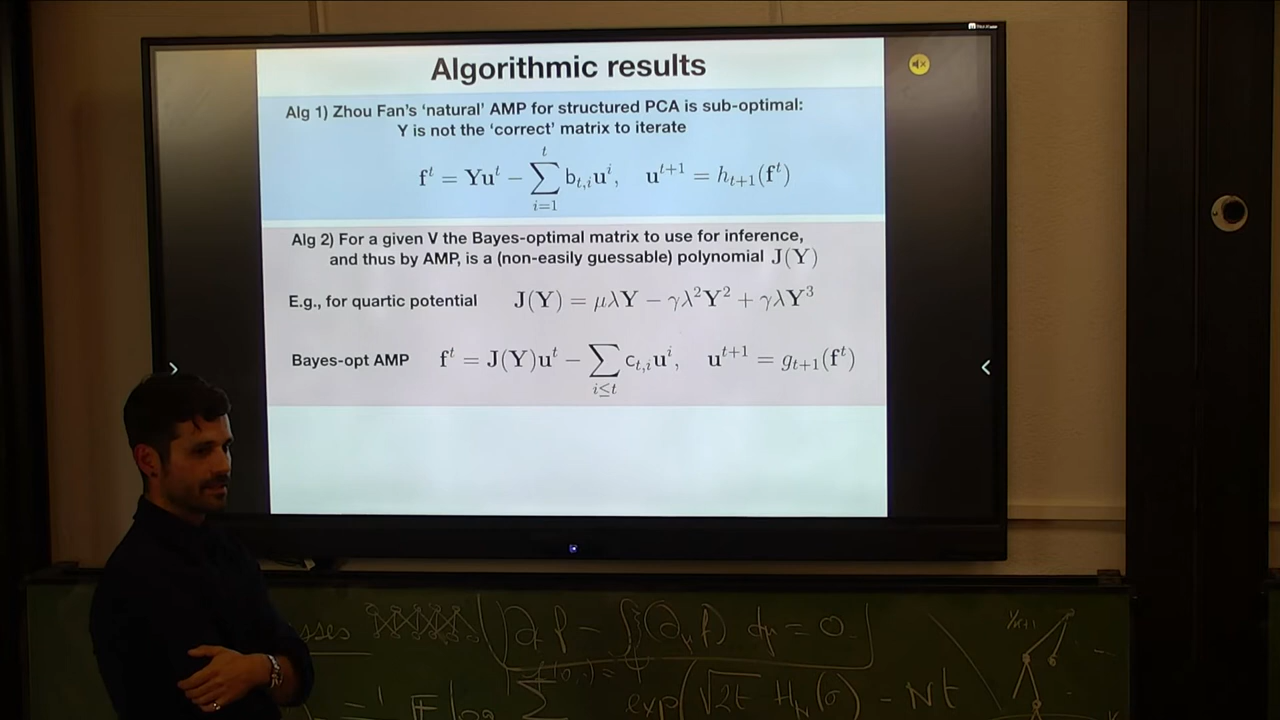 Algorithmic results
Alg 1) Zhou Fan's 'natural' AMP for structured PCA is sub-optimal:
Y is not the 'correct' matrix to iterate
f^t = Yu^t − ∑_{i=1}^{t} b_{t,i}u^i, u^{t+1} = h_{t+1}(f^t)
Alg 2) For a given V the Bayes-optimal matrix to use for inference,
and thus by AMP, is a (non-easily guessable) polynomial J(Y)
E.g., for quartic potential J(Y) = μλY − γλ²Y² + γλY³
Bayes-opt AMP f^t = J(Y)u^t − ∑_{i≤t} c_{t,i}u^i, u^{t+1} = g_{t+1}(f^t)
sses
dμ = 0
∑ exp(√2t H_N(σ) − Nt